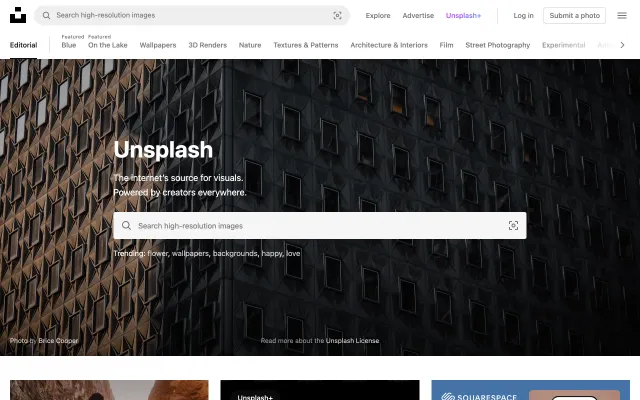 Search high-resolution images
Explore
Advertise
Unsplash+
Log in
Submit a photo
Editorial
Featured
Blue
Featured
On the Lake
Wallpapers
3D Renders
Nature
Textures & Patterns
Architecture & Interiors
Film
Street Photography
Experimental
Unsplash
The internet's source for visuals.
Powered by creators everywhere.
Search high-resolution images
Trending: flower, wallpapers, backgrounds, happy, love
Photo by Brice Cooper
Read more about the Unsplash License
Unsplash+
SQUARESPACE